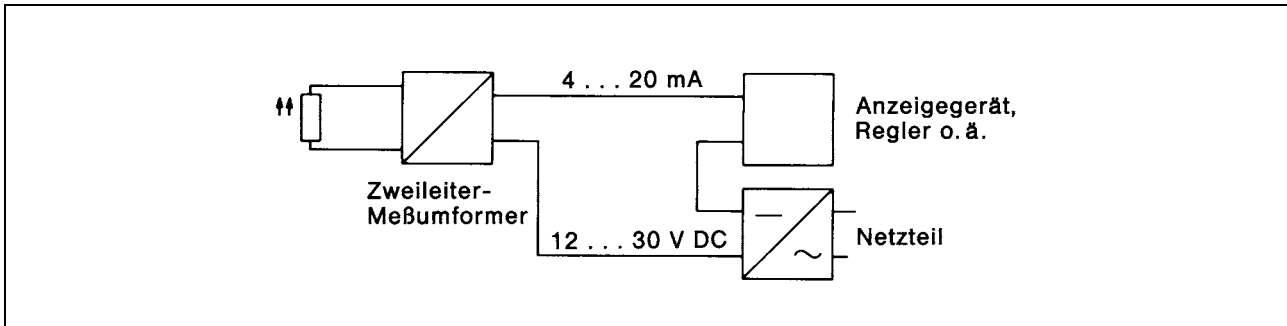 4 . . . 20 mA
Anzeigegerät,
Regler o. ä.
Zweileiter-
Meßumformer
12 . . . 30 V DC
Netzteil